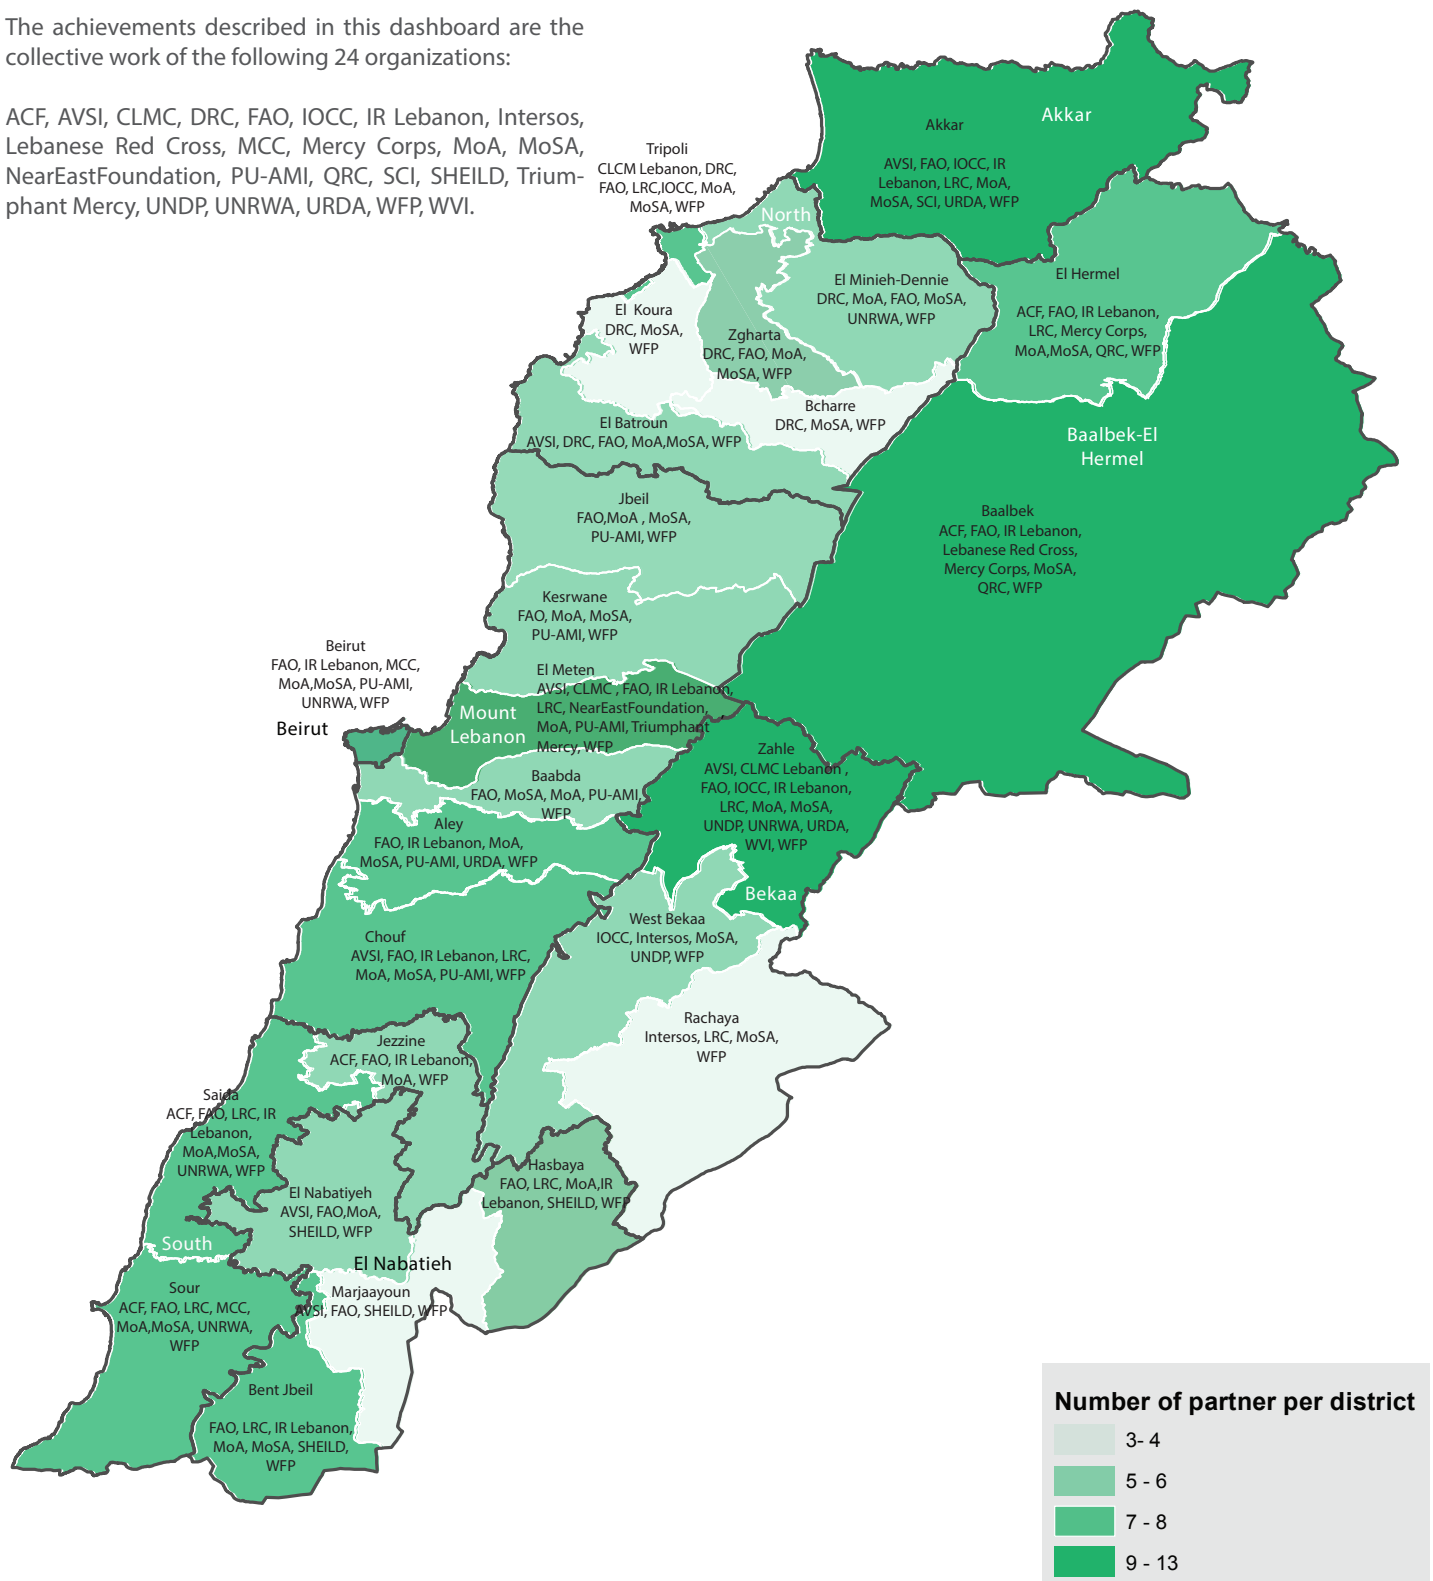 The achievements described in this dashboard are the
collective work of the following 24 organizations:
ACF, AVSI, CLMC, DRC, FAO, IOCC, IR Lebanon, Intersos,
Lebanese Red Cross, MCC, Mercy Corps, MoA, MoSA,
NearEastFoundation, PU-AMI, QRC, SCI, SHEILD, Trium-
phant Mercy, UNDP, UNRWA, URDA, WFP, WVI.
Akkar
Akkar
AVSI, FAO, IOCC, IR
Lebanon, LRC, MoA,
MoSA, SCI, URDA, WFP
Tripoli
CLCM Lebanon, DRC,
FAO, LRC,IOCC, MoA,
MoSA, WFP
North
El Minieh-Dennie
DRC, MoA, FAO, MoSA,
UNRWA, WFP
El Hermel
ACF, FAO, IR Lebanon,
LRC, Mercy Corps,
MoA,MoSA, QRC, WFP
El Koura
DRC, MoSA,
WFP
Zgharta
DRC, FAO, MoA,
MoSA, WFP
Bcharre
DRC, MoSA, WFP
El Batroun
AVSI, DRC, FAO, MoA,MoSA, WFP
Baalbek-El
Hermel
Jbeil
FAO,MoA , MoSA,
PU-AMI, WFP
Baalbek
ACF, FAO, IR Lebanon,
Lebanese Red Cross,
Mercy Corps, MoSA,
QRC, WFP
Kesrwane
FAO, MoA, MoSA,
PU-AMI, WFP
Beirut
FAO, IR Lebanon, MCC,
MoA,MoSA, PU-AMI,
UNRWA, WFP
Beirut
El Meten
AVSI, CLMC , FAO, IR Lebanon,
LRC, NearEastFoundation,
MoA, PU-AMI, Triumphant
Mercy, WFP
Mount
Lebanon
Zahle
AVSI, CLMC Lebanon ,
FAO, IOCC, IR Lebanon,
LRC, MoA, MoSA,
UNDP, UNRWA, URDA,
WVI, WFP
Baabda
FAO, MoSA, MoA, PU-AMI,
WFP
Aley
FAO, IR Lebanon, MoA,
MoSA, PU-AMI, URDA, WFP
Bekaa
West Bekaa
IOCC, Intersos, MoSA,
UNDP, WFP
Chouf
AVSI, FAO, IR Lebanon, LRC,
MoA, MoSA, PU-AMI, WFP
Rachaya
Intersos, LRC, MoSA,
WFP
Jezzine
ACF, FAO, IR Lebanon,
MoA, WFP
Saida
ACF, FAO, LRC, IR
Lebanon,
MoA,MoSA,
UNRWA, WFP
Hasbaya
FAO, LRC, MoA,IR
Lebanon, SHEILD, WFP
El Nabatiyeh
AVSI, FAO,MoA,
SHEILD, WFP
South
El Nabatieh
Sour
ACF, FAO, LRC, MCC,
MoA,MoSA, UNRWA,
WFP
Marjaayoun
AVSI, FAO, SHEILD, WFP
Bent Jbeil
FAO, LRC, IR Lebanon,
MoA, MoSA, SHEILD,
WFP
Number of partner per district
3- 4
5 - 6
7 - 8
9 - 13